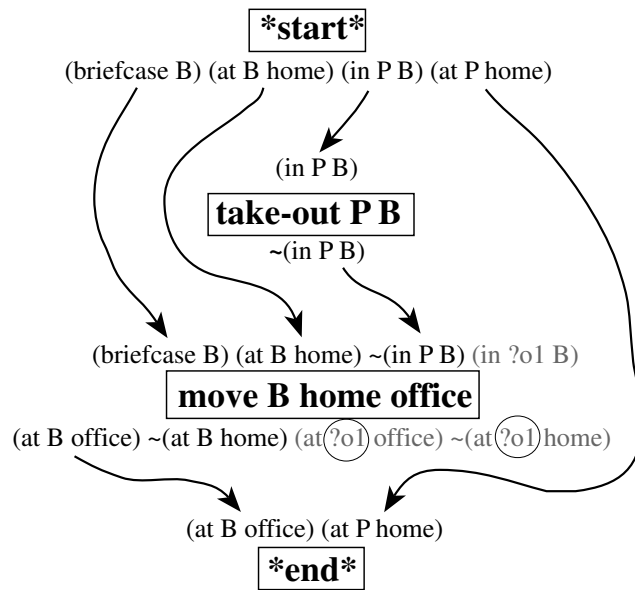 *start*
(briefcase B) (at B home) (in P B) (at P home)
(in P B)
take-out P B
~(in P B)
(briefcase B) (at B home) ~(in P B) (in ?o1 B)
move B home office
(at B office) ~(at B home) (at ?o1 office) ~(at ?o1 home)
(at B office) (at P home)
*end*